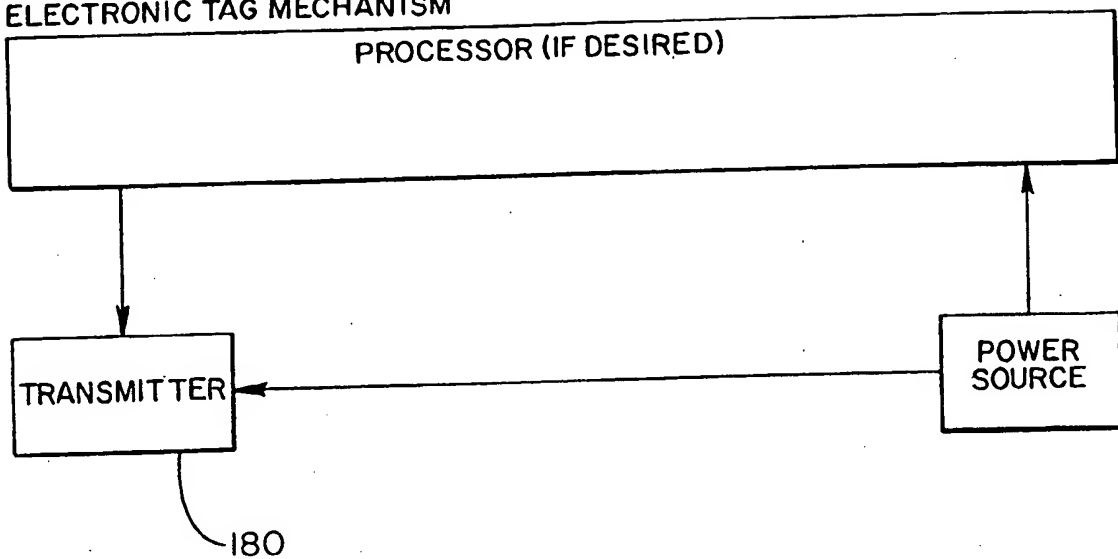 ELECTRONIC TAG MECHANISM
PROCESSOR (IF DESIRED)
TRANSMITTER
POWER
SOURCE
180